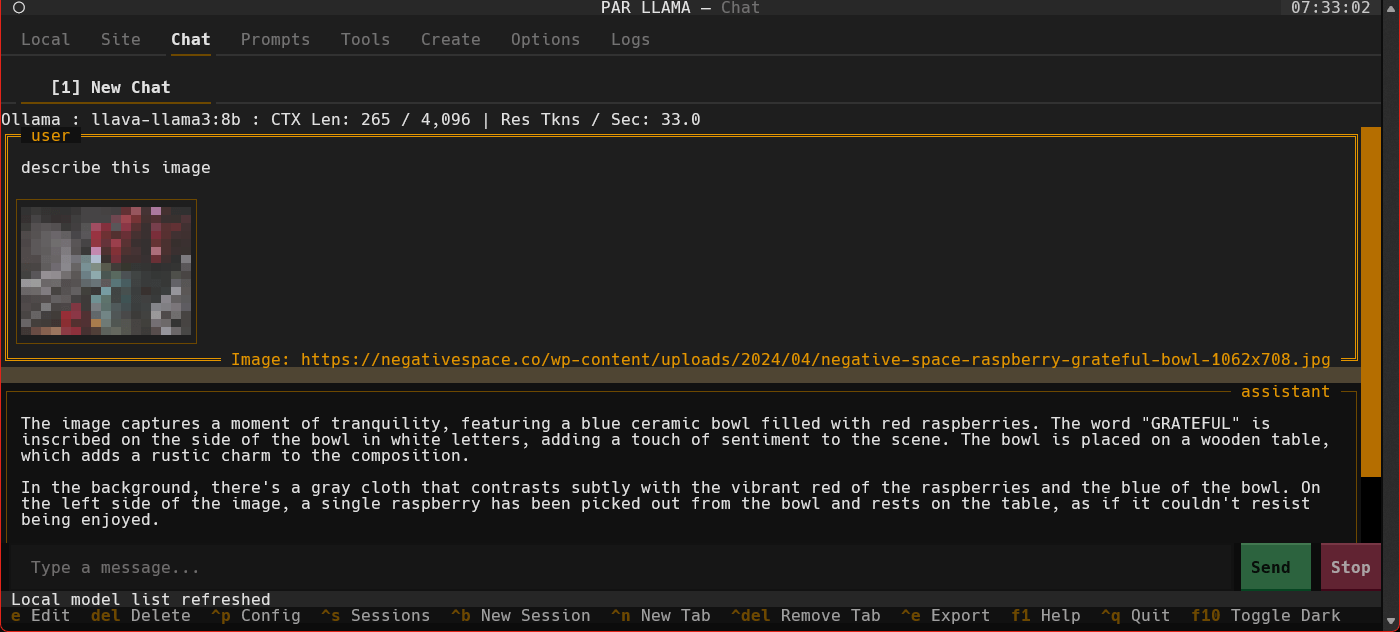 PAR LLAMA — Chat 07:33:02
Local Site Chat Prompts Tools Create Options Logs
[1] New Chat
Ollama : llava-llama3:8b : CTX Len: 265 / 4,096 | Res Tkns / Sec: 33.0
user
describe this image
Image: https://negativespace.co/wp-content/uploads/2024/04/negative-space-raspberry-grateful-bowl-1062x708.jpg
assistant
The image captures a moment of tranquility, featuring a blue ceramic bowl filled with red raspberries. The word "GRATEFUL" is
inscribed on the side of the bowl in white letters, adding a touch of sentiment to the scene. The bowl is placed on a wooden table,
which adds a rustic charm to the composition.
In the background, there's a gray cloth that contrasts subtly with the vibrant red of the raspberries and the blue of the bowl. On
the left side of the image, a single raspberry has been picked out from the bowl and rests on the table, as if it couldn't resist
being enjoyed.
Type a message... Send Stop
Local model list refreshed
e Edit del Delete ^p Config ^s Sessions ^b New Session ^n New Tab ^del Remove Tab ^e Export f1 Help ^q Quit f10 Toggle Dark